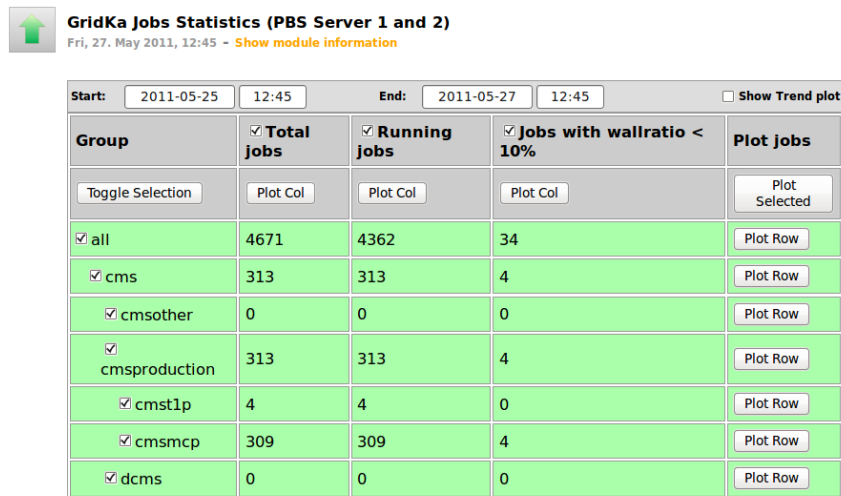 GridKa Jobs Statistics (PBS Server 1 and 2)
Fri, 27. May 2011, 12:45 – Show module information
Start: 2011-05-25 12:45 End: 2011-05-27 12:45 Show Trend plot
Group Total jobs Running jobs Jobs with wallratio < 10% Plot jobs
Toggle Selection Plot Col Plot Col Plot Col Plot Selected
all 4671 4362 34 Plot Row
cms 313 313 4 Plot Row
cmsother 0 0 0 Plot Row
cmsproduction 313 313 4 Plot Row
cmst1p 4 4 0 Plot Row
cmsmcp 309 309 4 Plot Row
dcms 0 0 0 Plot Row